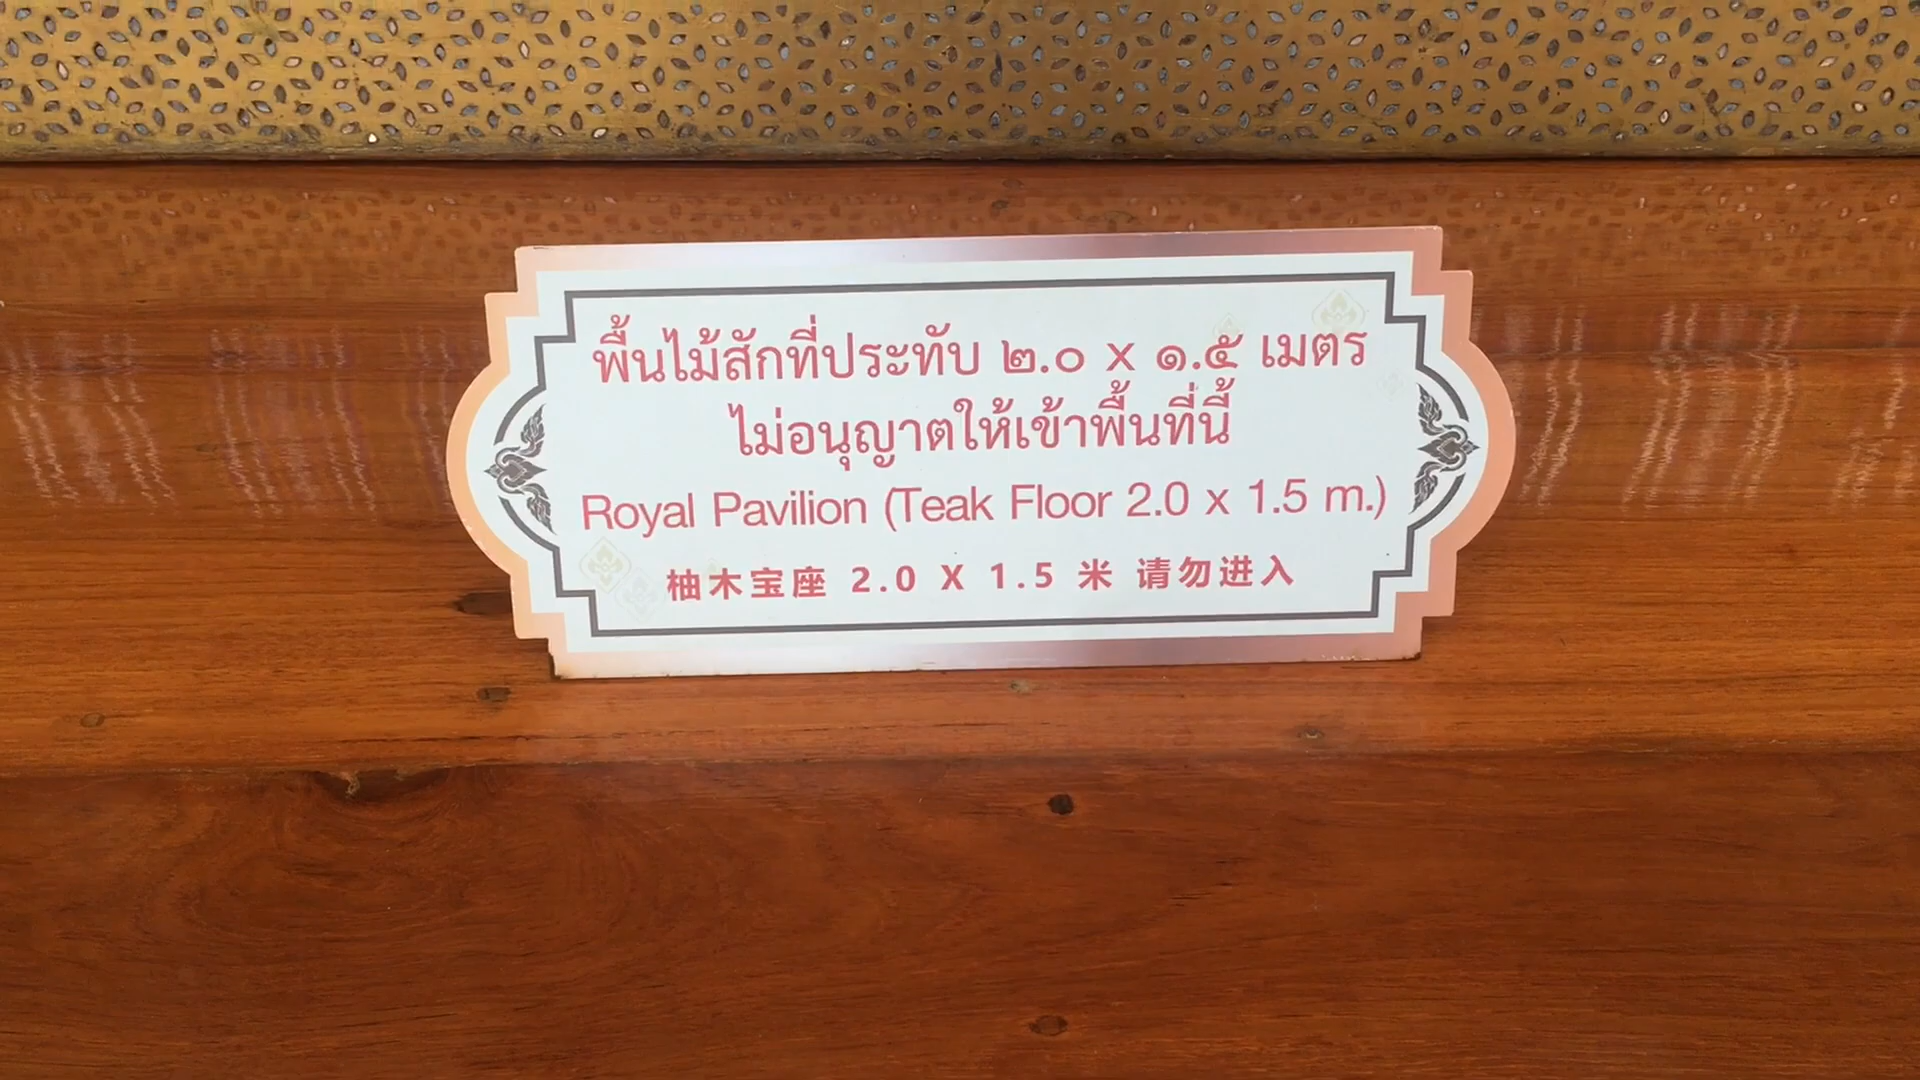 พื้นไม้สักที่ประทับ ๒.๐ x ๑.๕ เมตร
ไม่อนุญาตให้เข้าพื้นที่นี้
Royal Pavilion (Teak Floor 2.0 x 1.5 m.)
柚木宝座 2.0 X 1.5 米 请勿进入